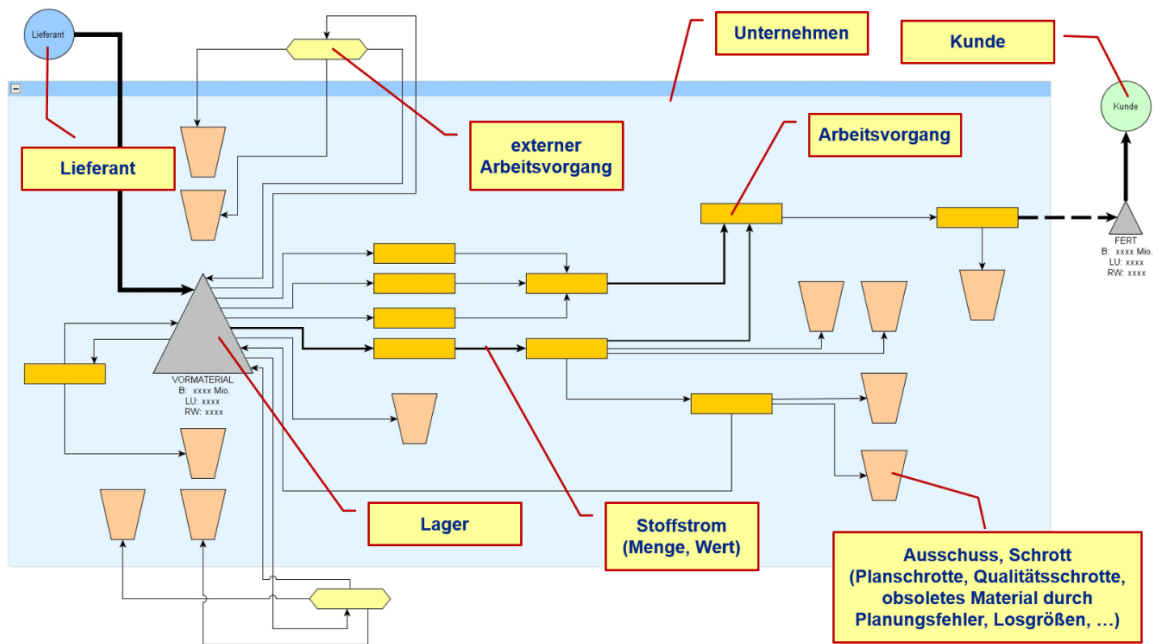 Lieferant
Unternehmen
Kunde
Kunde
Lieferant
externer
Arbeitsvorgang
Arbeitsvorgang
FERT
B: xxxx Mio.
LU: xxxx
RW: xxxx
VORMATERIAL
B: xxxx Mio.
LU: xxxx
RW: xxxx
Lager
Stoffstrom
(Menge, Wert)
Ausschuss, Schrott
(Planschrotte, Qualitätsschrotte,
obsoletes Material durch
Planungsfehler, Losgrößen, …)